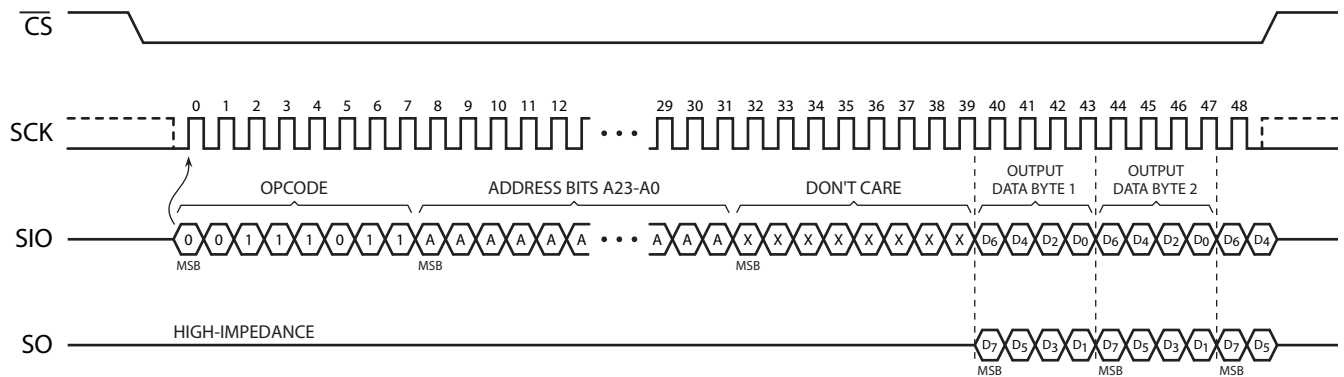 CS
SCK
0 1 2 3 4 5 6 7 8 9 10 11 12 29 30 31 32 33 34 35 36 37 38 39 40 41 42 43 44 45 46 47 48
OPCODE ADDRESS BITS A23-A0 DON'T CARE OUTPUT DATA BYTE 1 OUTPUT DATA BYTE 2
SIO
0 0 1 1 1 0 1 1 A A A A A A A A A X X X X X X X X D6 D4 D2 D0 D6 D4 D2 D0 D6 D4
MSB MSB MSB
HIGH-IMPEDANCE
SO
D7 D5 D3 D1 D7 D5 D3 D1 D7 D5
MSB MSB MSB